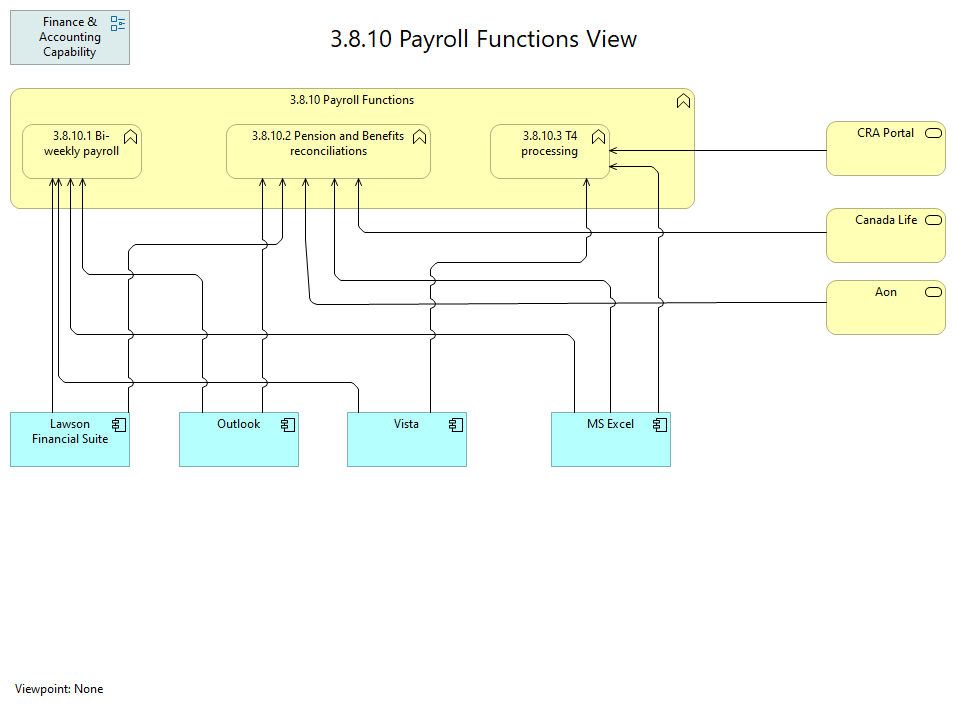 Finance &
Accounting
Capability
3.8.10 Payroll Functions View
3.8.10 Payroll Functions
3.8.10.1 Bi-
weekly payroll
3.8.10.2 Pension and Benefits
reconciliations
3.8.10.3 T4
processing
CRA Portal
Canada Life
Aon
Lawson
Financial Suite
Outlook
Vista
MS Excel
Viewpoint: None